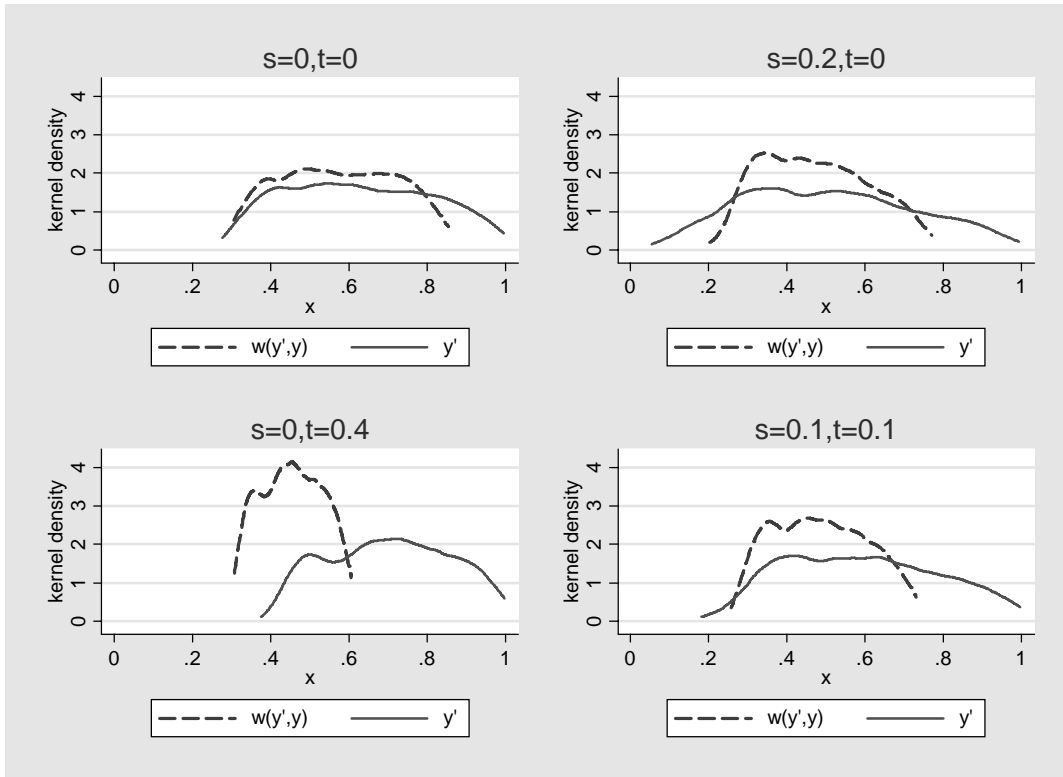 s=0,t=0
kernel density
0 1 2 3 4
0 .2 .4 .6 .8 1
x
w(y',y) y'
s=0.2,t=0
kernel density
0 1 2 3 4
0 .2 .4 .6 .8 1
x
w(y',y) y'
s=0,t=0.4
kernel density
0 1 2 3 4
0 .2 .4 .6 .8 1
x
w(y',y) y'
s=0.1,t=0.1
kernel density
0 1 2 3 4
0 .2 .4 .6 .8 1
x
w(y',y) y'